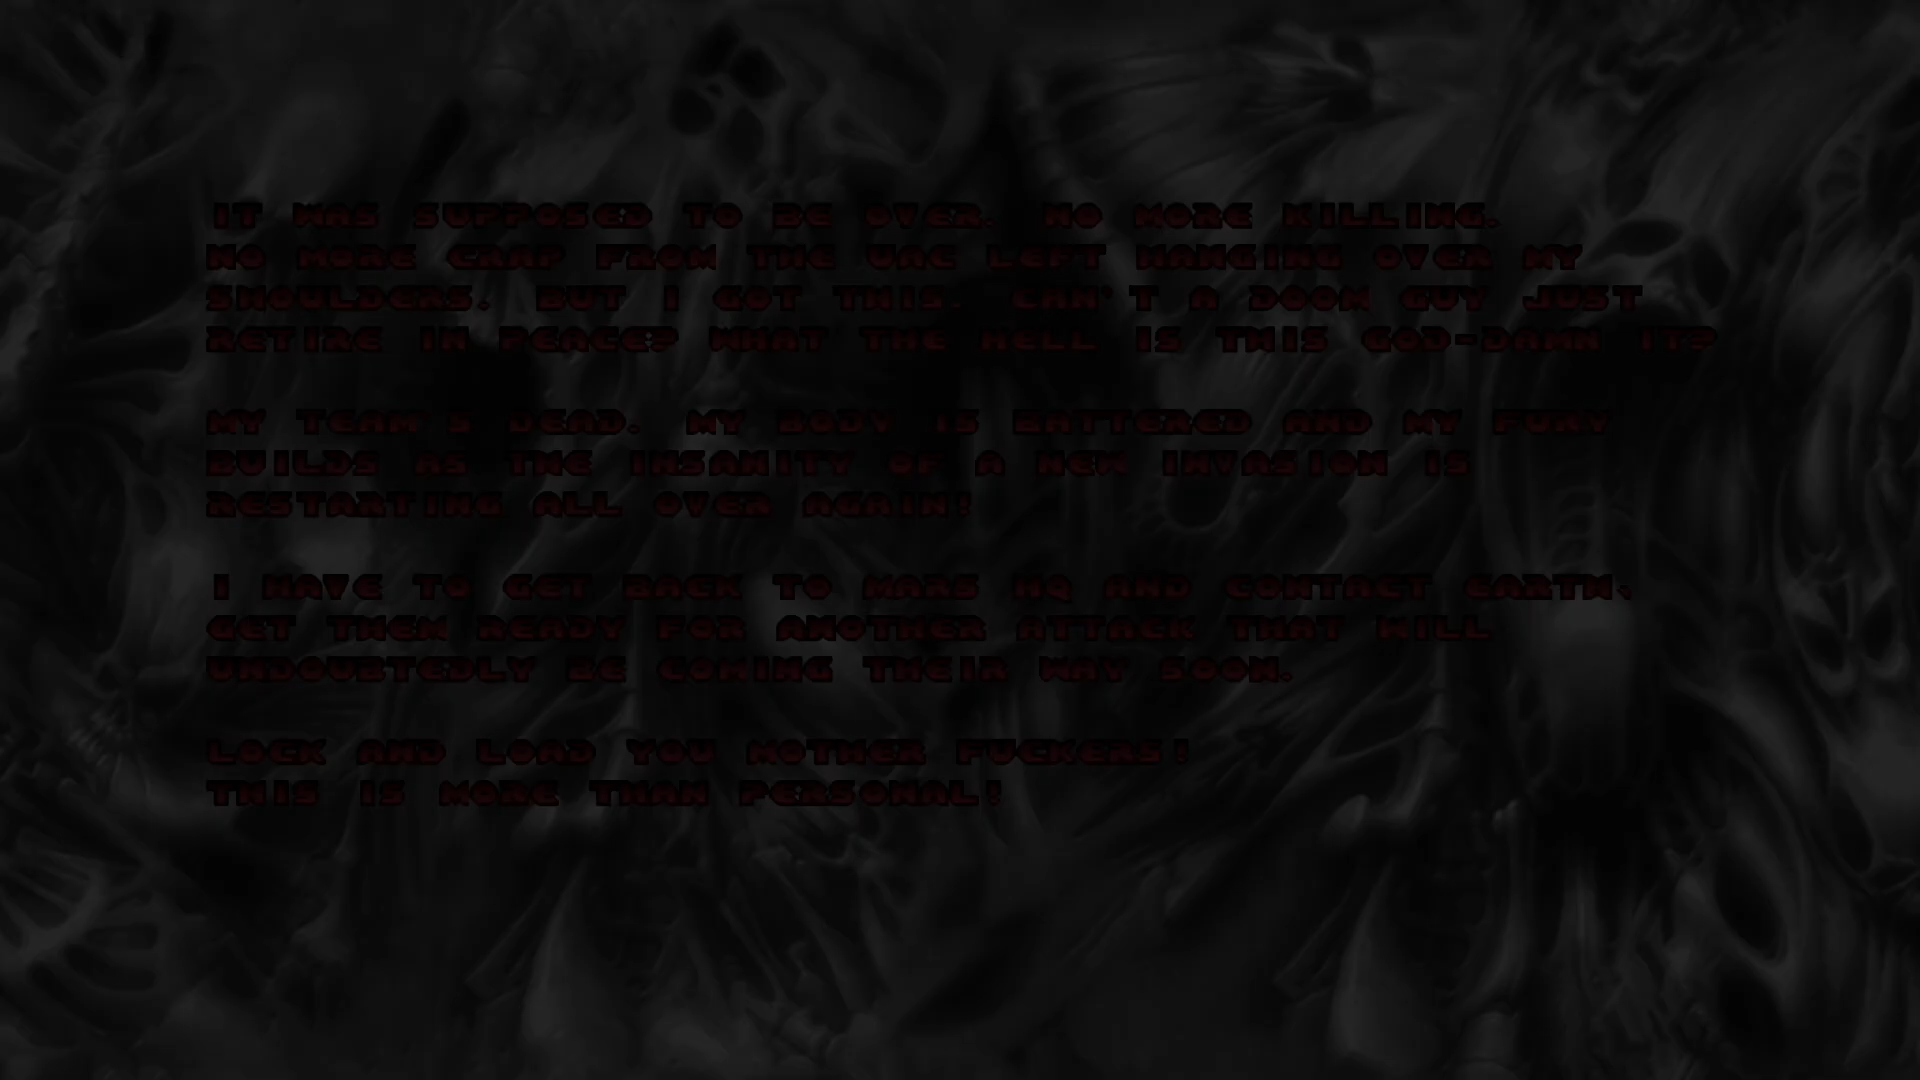 IT WAS SUPPOSED TO BE OVER. NO MORE KILLING.
NO MORE CRAP FROM THE UAC LEFT HANGING OVER MY
SHOULDERS. BUT I GOT THIS. CAN'T A DOOM GUY JUST
RETIRE IN PEACE? WHAT THE HELL IS THIS GOD-DAMN IT?
MY TEAM'S DEAD. MY BODY IS BATTERED AND MY FURY
BUILDS AS THE INSANITY OF A NEW INVASION IS
RESTARTING ALL OVER AGAIN!
I HAVE TO GET BACK TO MARS HQ AND CONTACT EARTH.
GET THEM READY FOR ANOTHER ATTACK THAT WILL
UNDOUBTEDLY BE COMING THEIR WAY SOON.
LOCK AND LOAD YOU MOTHER FUCKERS!
THIS IS MORE THAN PERSONAL!